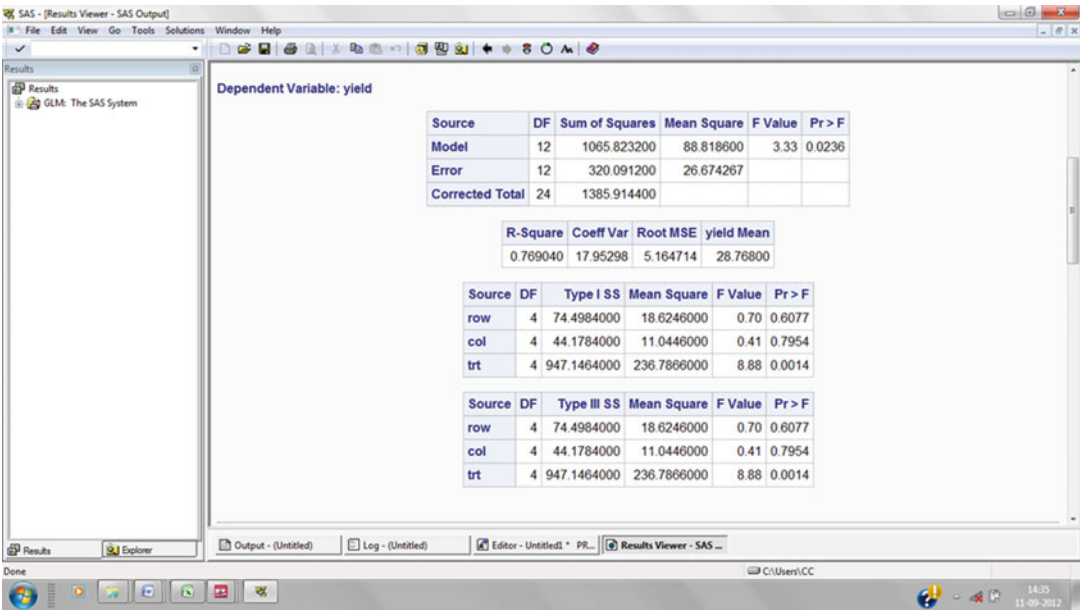 SAS - [Results Viewer - SAS Output]
File Edit View Go Tools Solutions Window Help
Results
Results
GLM: The SAS System
Dependent Variable: yield
Source DF Sum of Squares Mean Square F Value Pr > F
Model 12 1065.823200 88.818600 3.33 0.0236
Error 12 320.091200 26.674267
Corrected Total 24 1385.914400
R-Square Coeff Var Root MSE yield Mean
0.769040 17.95298 5.164714 28.76800
Source DF Type I SS Mean Square F Value Pr > F
row 4 74.4984000 18.6246000 0.70 0.6077
col 4 44.1784000 11.0446000 0.41 0.7954
trt 4 947.1464000 236.7866000 8.88 0.0014
Source DF Type III SS Mean Square F Value Pr > F
row 4 74.4984000 18.6246000 0.70 0.6077
col 4 44.1784000 11.0446000 0.41 0.7954
trt 4 947.1464000 236.7866000 8.88 0.0014
Results Explorer Output - (Untitled) Log - (Untitled) Editor - Untitled1 * PR... Results Viewer - SAS ...
Done C:\Users\CC
14:35
11-09-2012